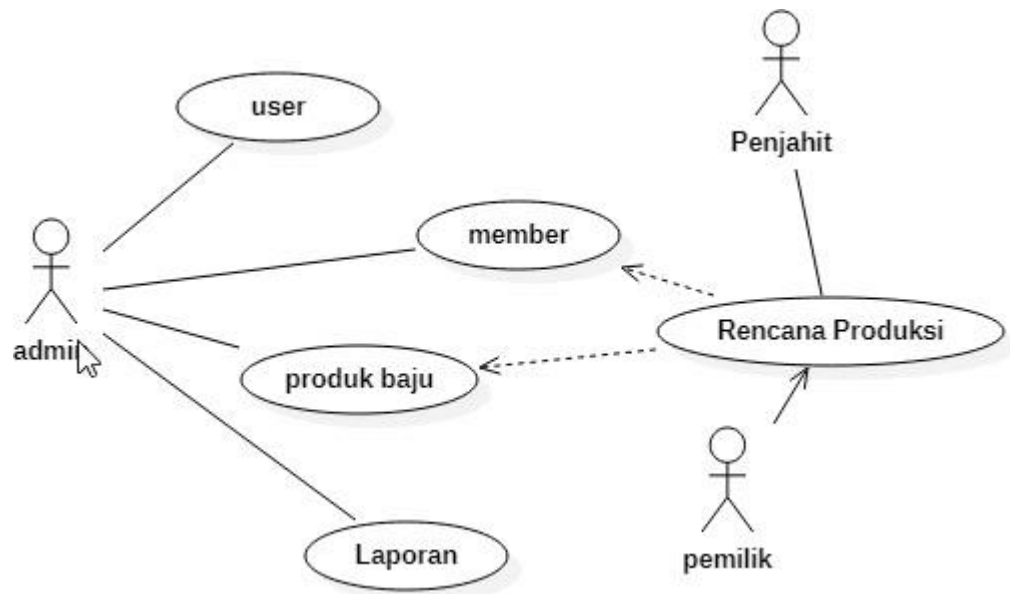 user
Penjahit
member
admin
Rencana Produksi
produk baju
Laporan
pemilik